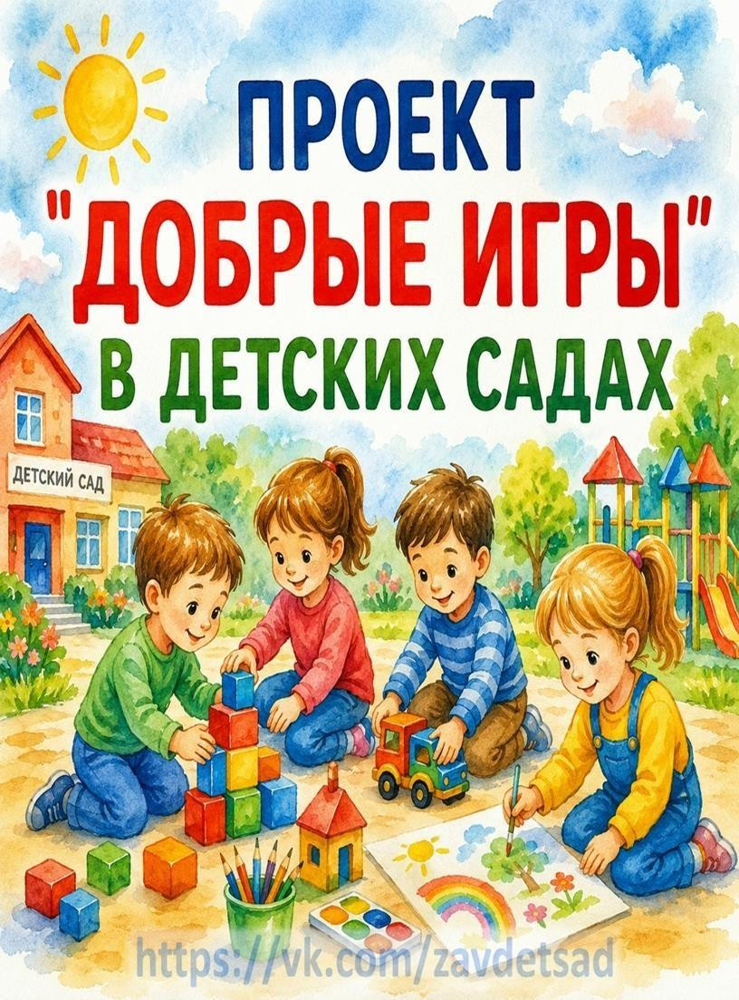 ПРОЕКТ
"ДОБРЫЕ ИГРЫ"
В ДЕТСКИХ САДАХ
ДЕТСКИЙ САД
https://vk.com/zavdetsad